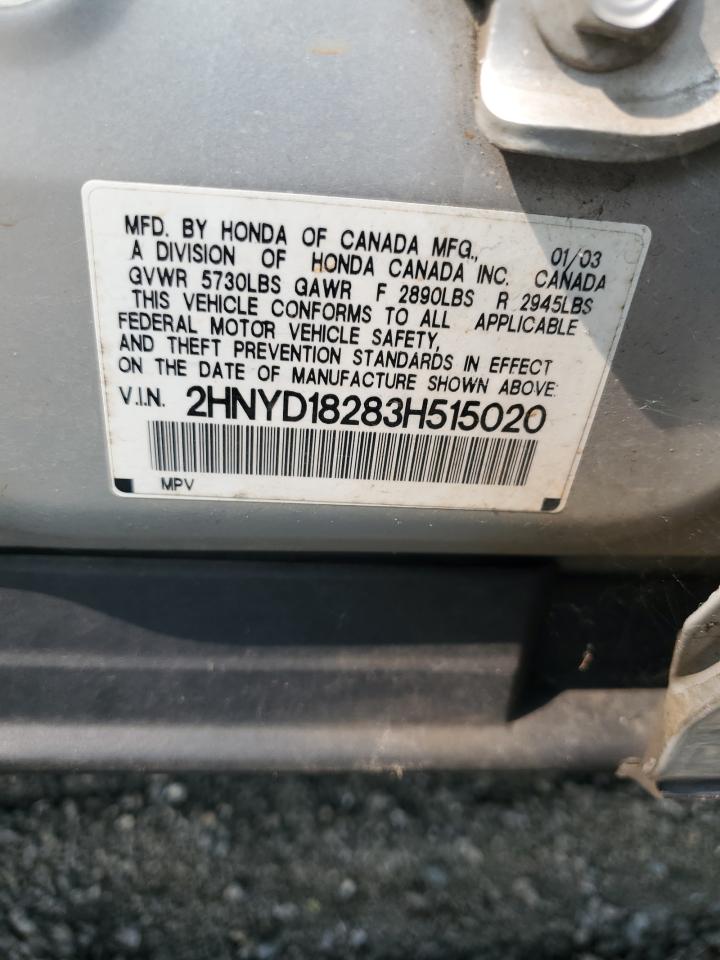 MFD. BY HONDA OF CANADA MFG., 01/03
A DIVISION OF HONDA CANADA INC. CANADA
GVWR 5730LBS GAWR F 2890LBS R 2945LBS
THIS VEHICLE CONFORMS TO ALL APPLICABLE
FEDERAL MOTOR VEHICLE SAFETY,
AND THEFT PREVENTION STANDARDS IN EFFECT
ON THE DATE OF MANUFACTURE SHOWN ABOVE:
V.I.N. 2HNYD18283H515020
MPV